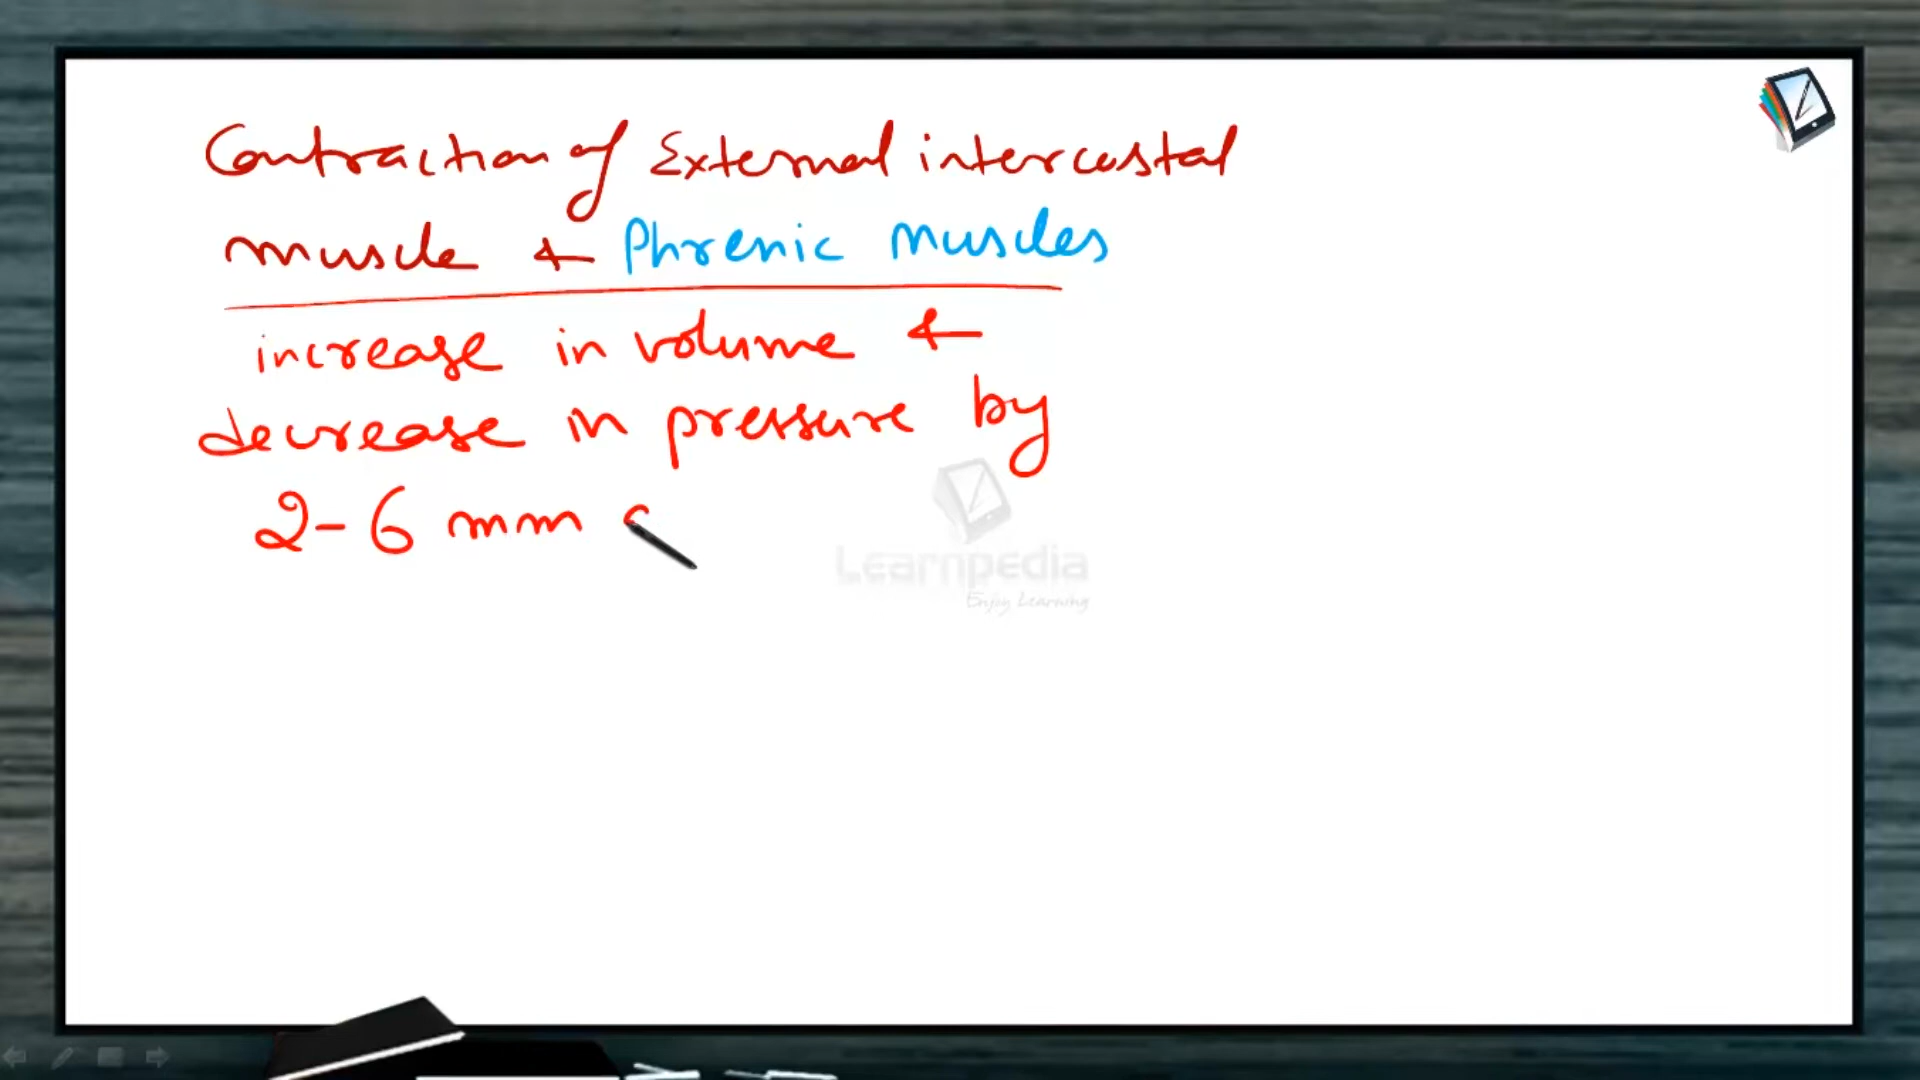 Contraction of External intercostal
muscle & Phrenic Muscles
increase in volume &
decrease in pressure by
2-6 mm
Learnpedia
Enjoy Learning